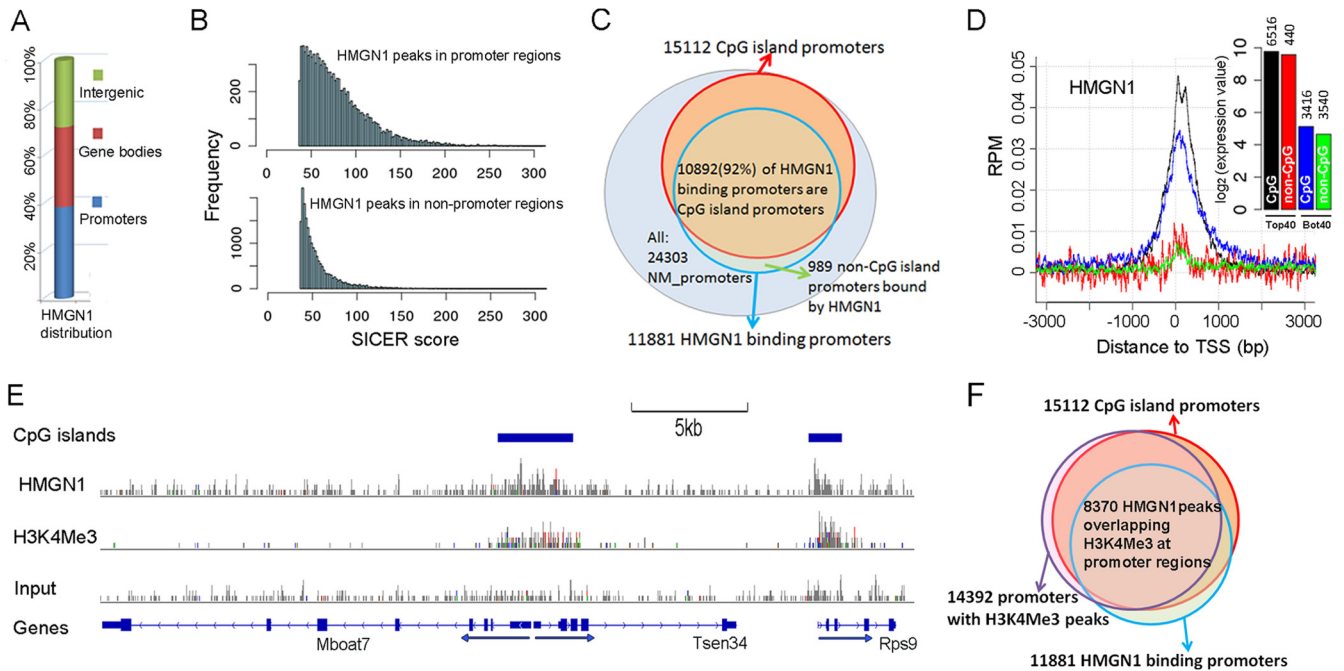 A
100%
80%
60%
40%
20%
Intergenic
Gene bodies
Promoters
HMGN1
distribution
B
HMGN1 peaks in promoter regions
200
0
0 50 100 150 200 250 300
HMGN1 peaks in non-promoter regions
1000
0
0 50 100 150 200 250 300
Frequency
SICER score
C
15112 CpG island promoters
10892(92%) of HMGN1
binding promoters are
CpG island promoters
All:
24303
NM_promoters
989 non-CpG island
promoters bound
by HMGN1
11881 HMGN1 binding promoters
D
HMGN1
RPM
0.05
0.04
0.03
0.02
0.01
0
-3000 -1000 0 1000 3000
Distance to TSS (bp)
log2 (expression value)
10
8
6
4
2
0
6516
440
3416
3540
CpG
non-CpG
CpG
non-CpG
Top40 Bot40
E
5kb
CpG islands
HMGN1
H3K4Me3
Input
Genes
Mboat7
Tsen34
Rps9
F
15112 CpG island promoters
8370 HMGN1peaks
overlapping
H3K4Me3 at
promoter regions
14392 promoters
with H3K4Me3 peaks
11881 HMGN1 binding promoters